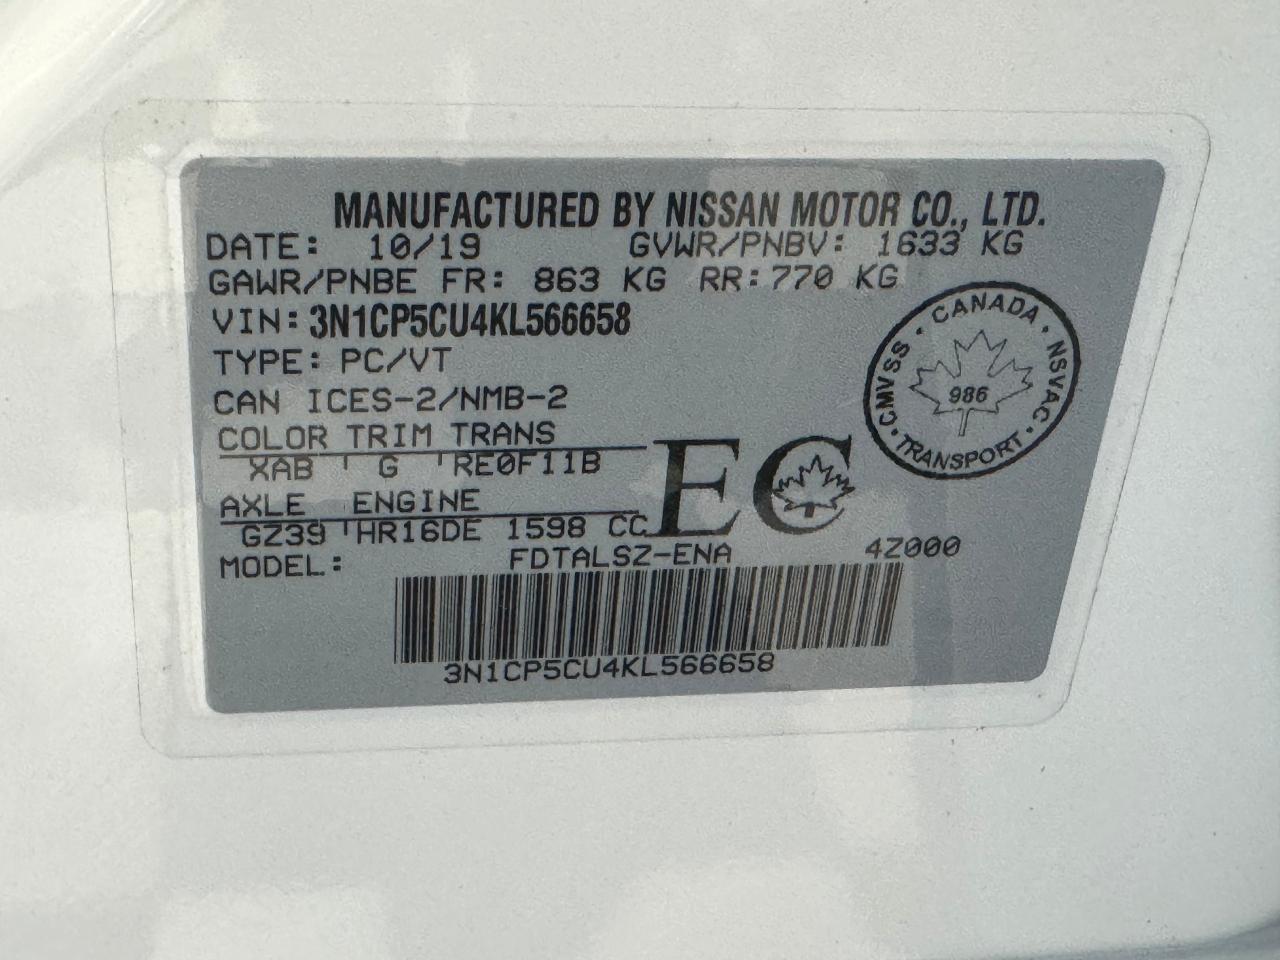 MANUFACTURED BY NISSAN MOTOR CO., LTD.
DATE: 10/19 GVWR/PNBV: 1633 KG
GAWR/PNBE FR: 863 KG RR:770 KG
VIN: 3N1CP5CU4KL566658
TYPE: PC/VT
CAN ICES-2/NMB-2
COLOR TRIM TRANS
XAB G RE0F11B
AXLE ENGINE
GZ39 HR16DE 1598 CC
MODEL: FDTALSZ-ENA 4Z000
3N1CP5CU4KL566658
EC
CANADA · NSVAC · TRANSPORT · CMVSS ·
986